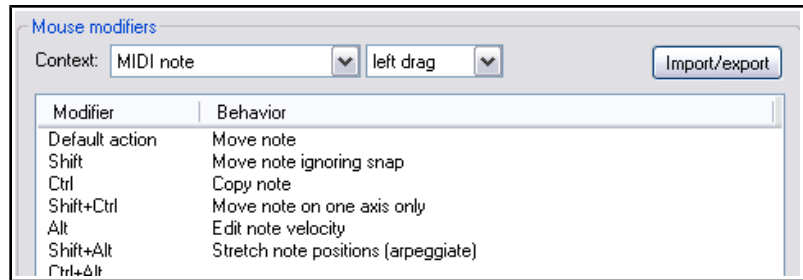 Mouse modifiers
Context: MIDI note left drag Import/export
Modifier Behavior
Default action Move note
Shift Move note ignoring snap
Ctrl Copy note
Shift+Ctrl Move note on one axis only
Alt Edit note velocity
Shift+Alt Stretch note positions (arpeggiate)
Ctrl+Alt